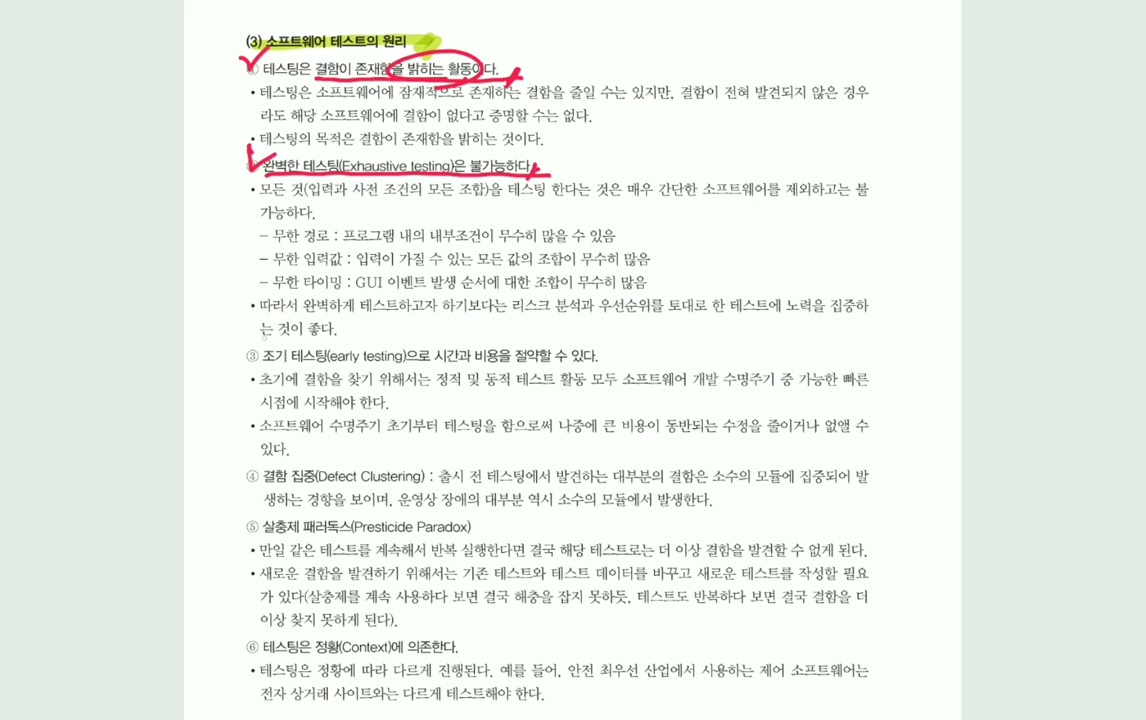 (3) 소프트웨어 테스트의 원리
① 테스팅은 결함이 존재함을 밝히는 활동이다.
• 테스팅은 소프트웨어에 잠재적으로 존재하는 결함을 줄일 수는 있지만, 결함이 전혀 발견되지 않은 경우
라도 해당 소프트웨어에 결함이 없다고 증명할 수는 없다.
• 테스팅의 목적은 결함이 존재함을 밝히는 것이다.
② 완벽한 테스팅(Exhaustive testing)은 불가능하다.
• 모든 것(입력과 사전 조건의 모든 조합)을 테스팅 한다는 것은 매우 간단한 소프트웨어를 제외하고는 불
가능하다.
– 무한 경로 : 프로그램 내의 내부조건이 무수히 많을 수 있음
– 무한 입력값 : 입력이 가질 수 있는 모든 값의 조합이 무수히 많음
– 무한 타이밍 : GUI 이벤트 발생 순서에 대한 조합이 무수히 많음
• 따라서 완벽하게 테스트하고자 하기보다는 리스크 분석과 우선순위를 토대로 한 테스트에 노력을 집중하
는 것이 좋다.
③ 조기 테스팅(early testing)으로 시간과 비용을 절약할 수 있다.
• 초기에 결함을 찾기 위해서는 정적 및 동적 테스트 활동 모두 소프트웨어 개발 수명주기 중 가능한 빠른
시점에 시작해야 한다.
• 소프트웨어 수명주기 초기부터 테스팅을 함으로써 나중에 큰 비용이 동반되는 수정을 줄이거나 없앨 수
있다.
④ 결함 집중(Defect Clustering) : 출시 전 테스팅에서 발견하는 대부분의 결함은 소수의 모듈에 집중되어 발
생하는 경향을 보이며, 운영상 장애의 대부분 역시 소수의 모듈에서 발생한다.
⑤ 살충제 패러독스(Presticide Paradox)
• 만일 같은 테스트를 계속해서 반복 실행한다면 결국 해당 테스트로는 더 이상 결함을 발견할 수 없게 된다.
• 새로운 결함을 발견하기 위해서는 기존 테스트와 테스트 데이터를 바꾸고 새로운 테스트를 작성할 필요
가 있다(살충제를 계속 사용하다 보면 결국 해충을 잡지 못하듯, 테스트도 반복하다 보면 결국 결함을 더
이상 찾지 못하게 된다).
⑥ 테스팅은 정황(Context)에 의존한다.
• 테스팅은 정황에 따라 다르게 진행된다. 예를 들어, 안전 최우선 산업에서 사용하는 제어 소프트웨어는
전자 상거래 사이트와는 다르게 테스트해야 한다.